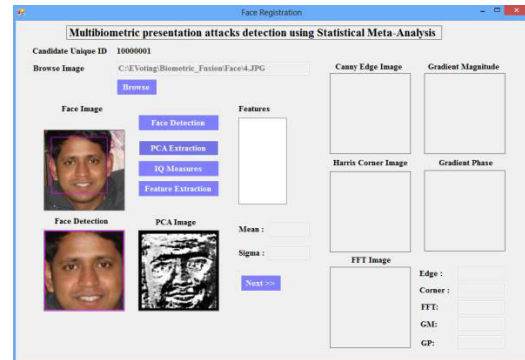 Face Registration
Multibiometric presentation attacks detection using Statistical Meta-Analysis
Candidate Unique ID 10000001
Browse Image C:\EVoting\Biometric_Fusion\Face\4.JPG
Browse
Canny Edge Image Gradient Magnitude
Face Image Features
Face Detection
PCA Extraction
IQ Measures
Feature Extraction
Harris Corner Image Gradient Phase
Face Detection PCA Image
Mean :
Sigma :
Next >>
FFT Image
Edge :
Corner :
FFT:
GM:
GP: